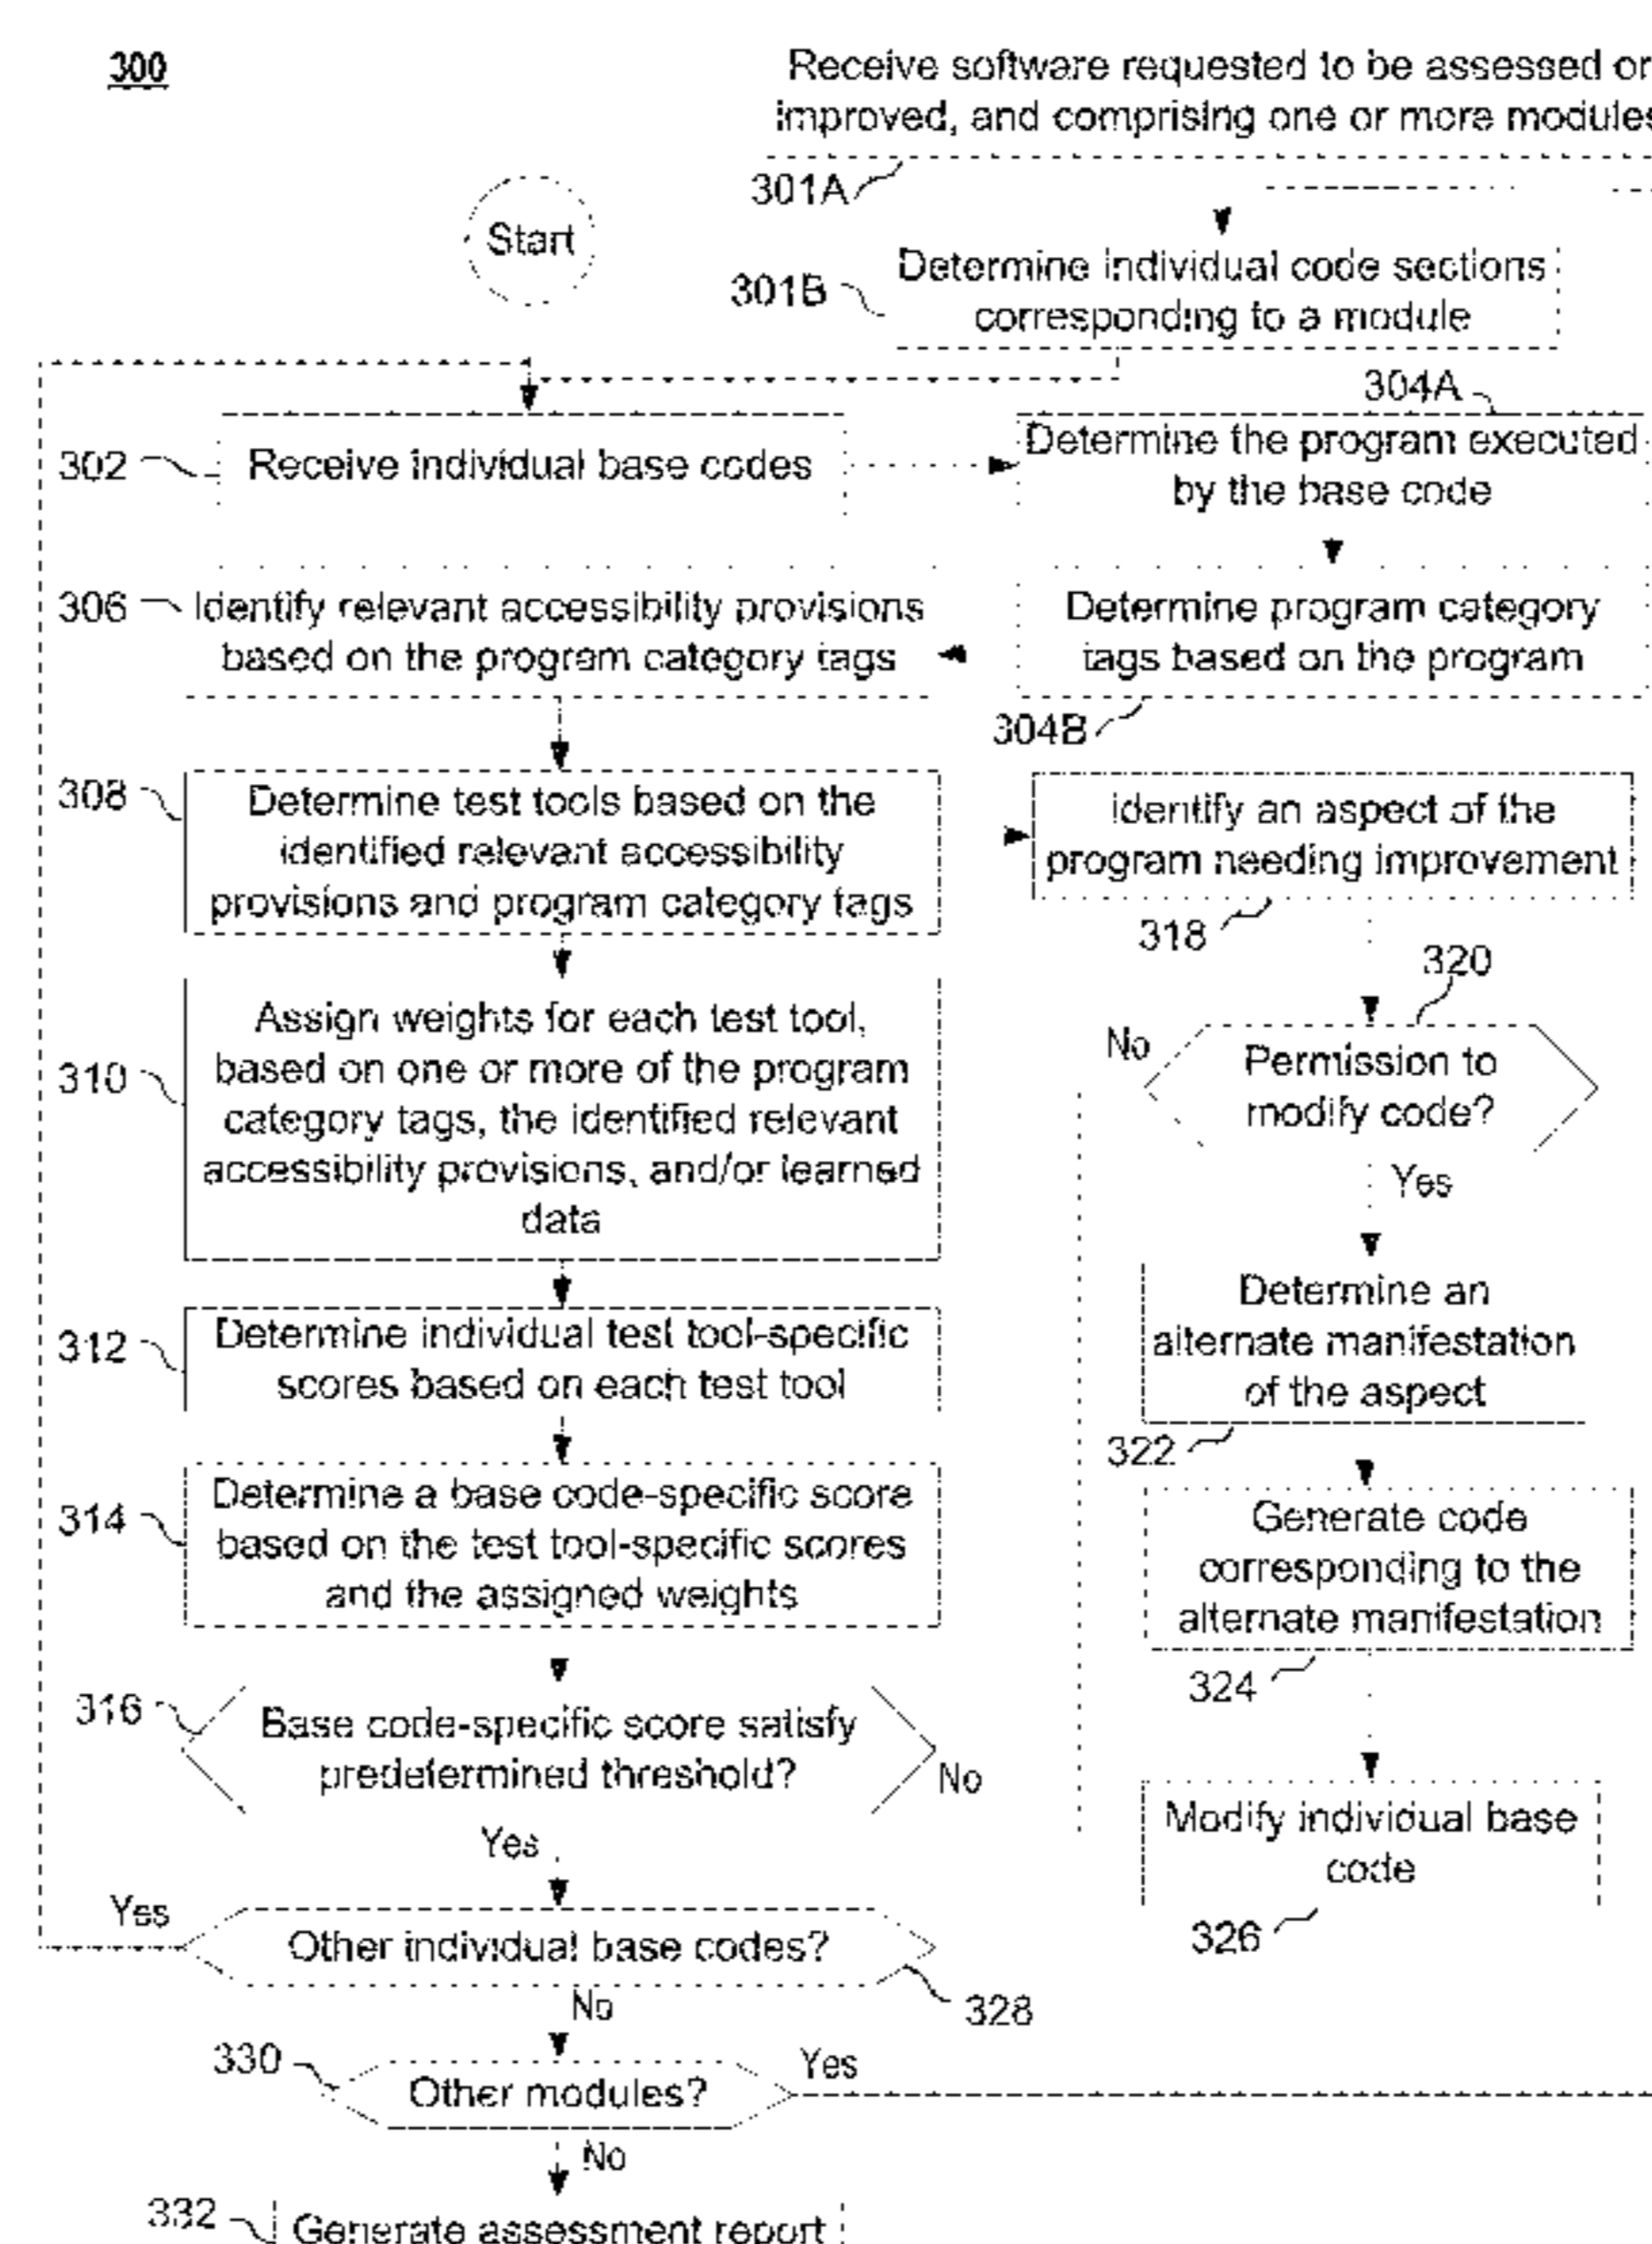 300
Receive software requested to be assessed or
improved, and comprising one or more modules
301A
Start
301B
Determine individual code sections
corresponding to a module
304A
302
Receive individual base codes
Determine the program executed
by the base code
306
Identify relevant accessibility provisions
based on the program category tags
Determine program category
tags based on the program
304B
308
Determine test tools based on the
identified relevant accessibility
provisions and program category tags
identify an aspect of the
program needing improvement
318
320
310
Assign weights for each test tool,
based on one or more of the program
category tags, the identified relevant
accessibility provisions, and/or learned
data
No
Permission to
modify code?
Yes
312
Determine individual test tool-specific
scores based on each test tool
Determine an
alternate manifestation
of the aspect
322
314
Determine a base code-specific score
based on the test tool-specific scores
and the assigned weights
Generate code
corresponding to the
alternate manifestation
324
316
Base code-specific score satisfy
predetermined threshold?
No
Yes
Modify individual base
code
326
Yes
Other individual base codes?
328
No
330
Other modules?
Yes
No
332
Generate assessment report